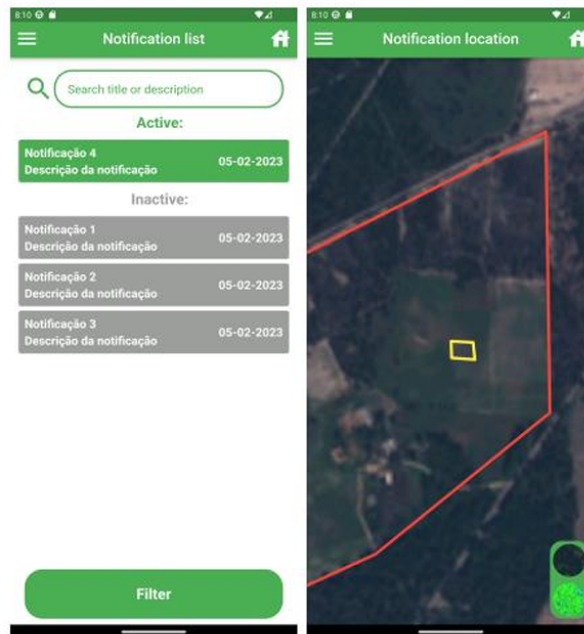 8:10
Notification list
Search title or description
Active:
Notificação 4
Descrição da notificação
05-02-2023
Inactive:
Notificação 1
Descrição da notificação
05-02-2023
Notificação 2
Descrição da notificação
05-02-2023
Notificação 3
Descrição da notificação
05-02-2023
Filter
8:10
Notification location